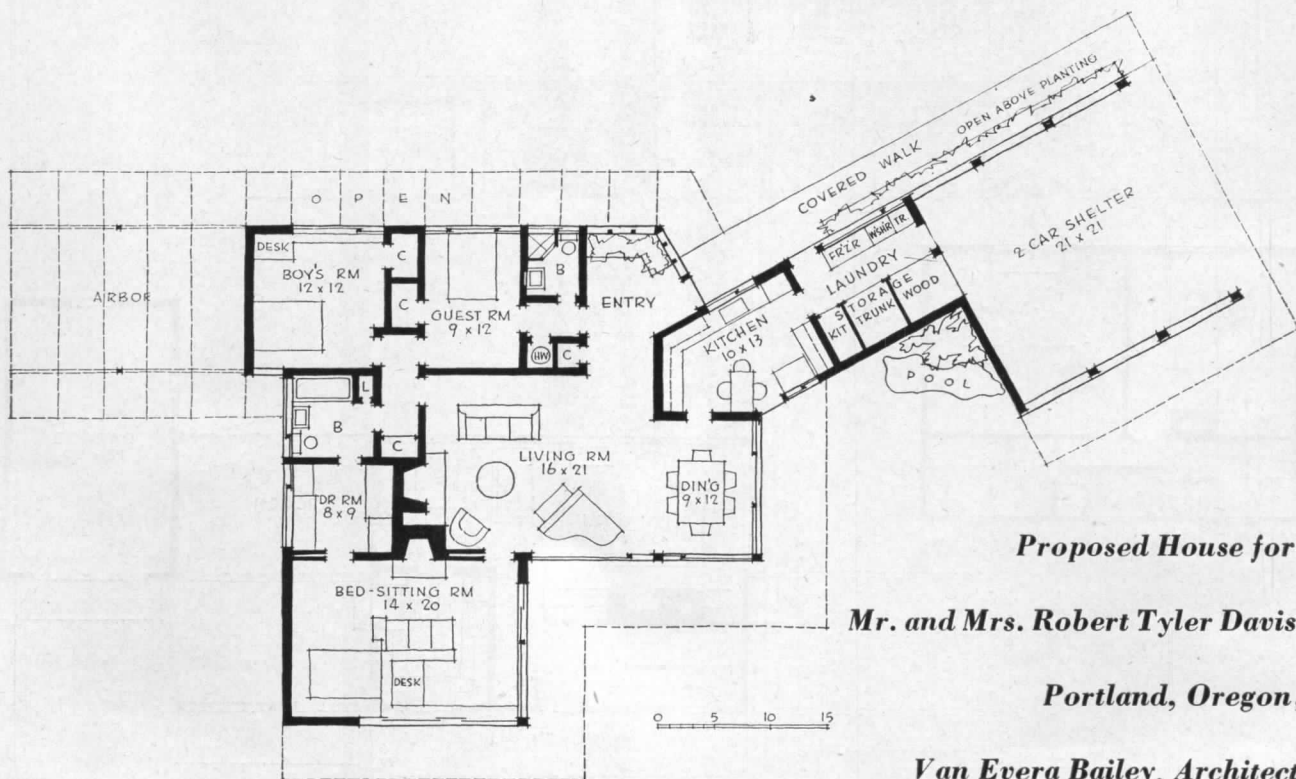 OPEN ABOVE PLANTING
COVERED WALK
O P E N
2 CAR SHELTER
21 x 21
FR'Z'R
WSH'R
TR
LAUNDRY
DESK
C
BOY'S RM
12 x 12
B
ARBOR
C
GUEST RM
9 x 12
ENTRY
STORAGE
KIT
TRUNK
WOOD
KITCHEN
10 x 13
HW
C
POOL
L
B
C
LIVING RM
16 x 21
DIN'G
9 x 12
DR RM
8 x 9
BED-SITTING RM
14 x 20
DESK
0 5 10 15
Proposed House for
Mr. and Mrs. Robert Tyler Davis
Portland, Oregon,
Van Evera Bailey, Architect